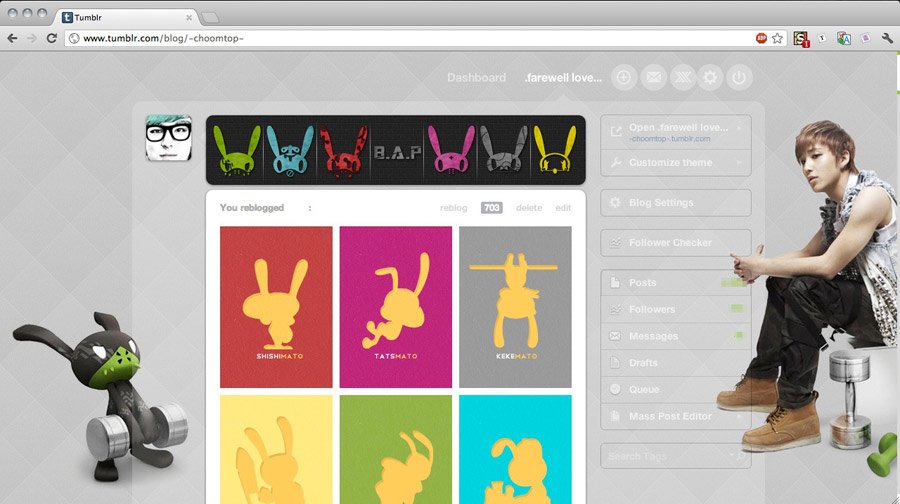 Tumblr
www.tumblr.com/blog/-choomtop-
ABP
1
Dashboard
.farewell love...
B.A.P
Open .farewell love...
-choomtop-.tumblr.com
Customize theme
You reblogged :
reblog 703 delete edit
Blog Settings
Follower Checker
Posts
Followers
Messages
Drafts
Queue
Mass Post Editor
Search Tags
SHISHIMATO
TATSMATO
KEKEMATO